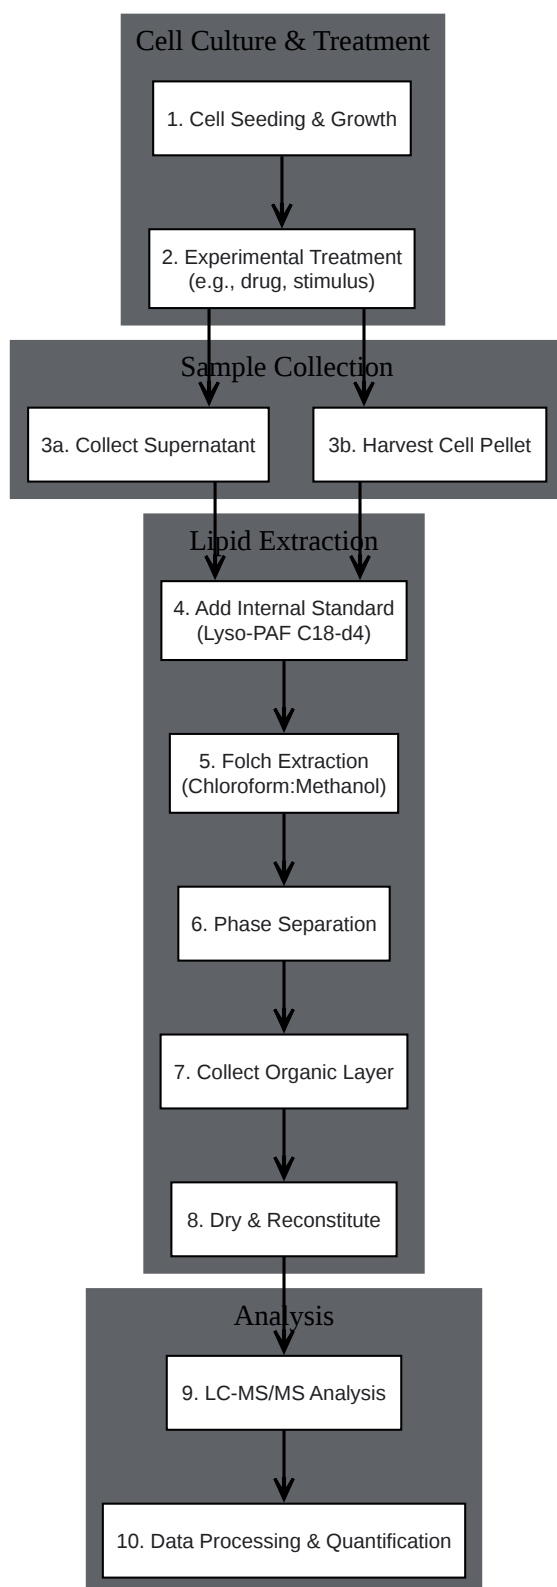 Cell Culture & Treatment
1. Cell Seeding & Growth
2. Experimental Treatment
(e.g., drug, stimulus)
Sample Collection
3a. Collect Supernatant
3b. Harvest Cell Pellet
Lipid Extraction
4. Add Internal Standard
(Lyso-PAF C18-d4)
5. Folch Extraction
(Chloroform:Methanol)
6. Phase Separation
7. Collect Organic Layer
8. Dry & Reconstitute
Analysis
9. LC-MS/MS Analysis
10. Data Processing & Quantification